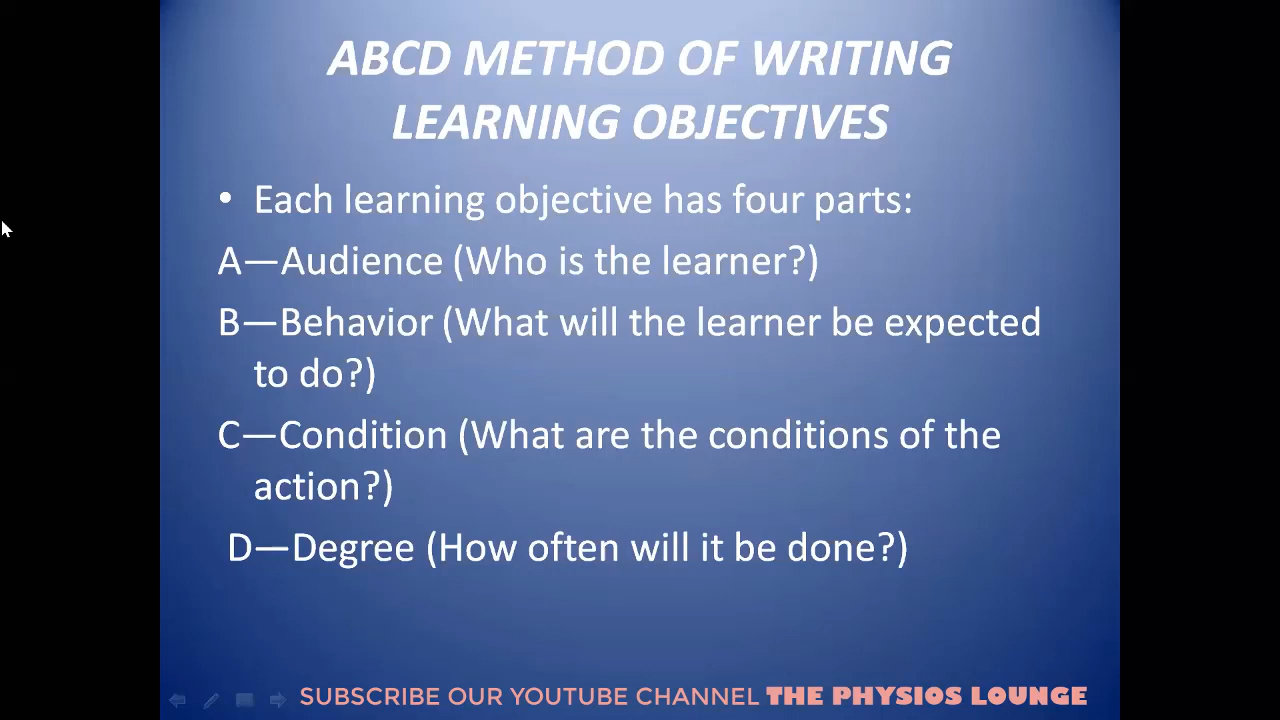 ABCD METHOD OF WRITING
LEARNING OBJECTIVES
• Each learning objective has four parts:
A—Audience (Who is the learner?)
B—Behavior (What will the learner be expected
to do?)
C—Condition (What are the conditions of the
action?)
D—Degree (How often will it be done?)
SUBSCRIBE OUR YOUTUBE CHANNEL THE PHYSIOS LOUNGE